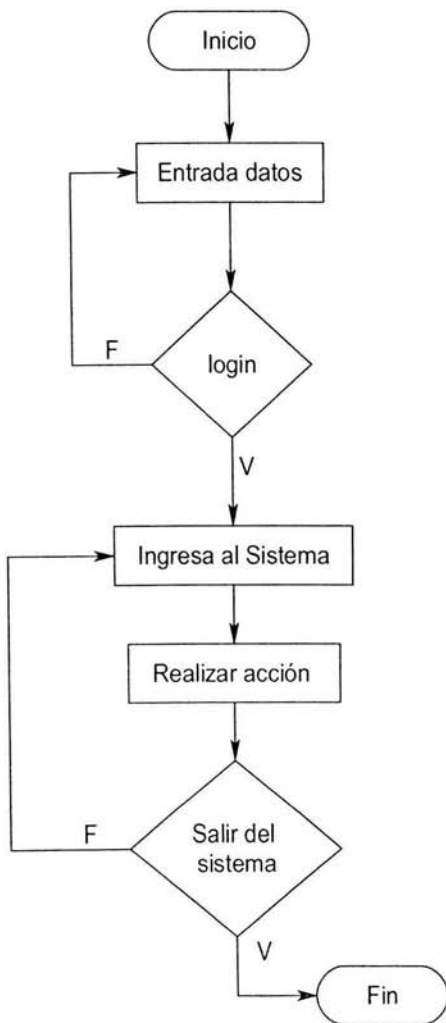 Inicio
Entrada datos
F
login
V
Ingresa al Sistema
Realizar acción
F
Salir del
sistema
V
Fin